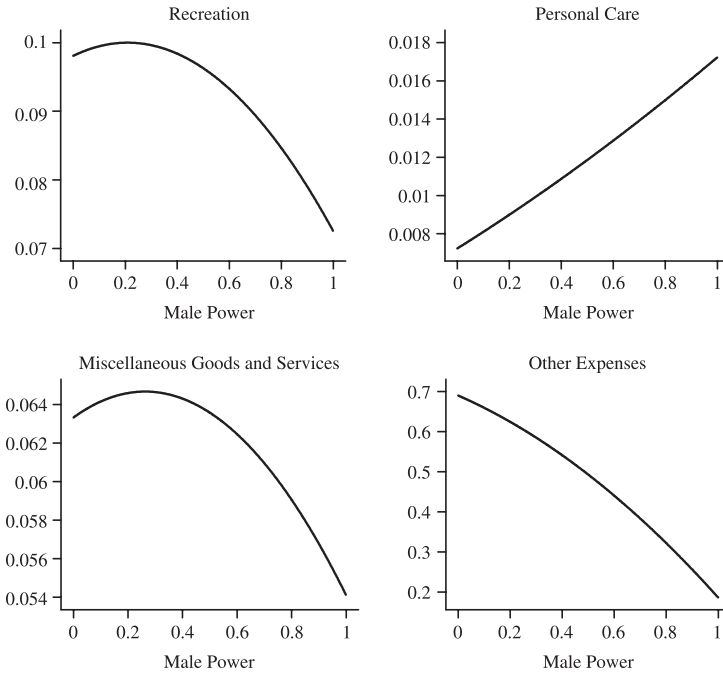 Recreation
0.1
0.09
0.08
0.07
0 0.2 0.4 0.6 0.8 1
Male Power
Personal Care
0.018
0.016
0.014
0.012
0.01
0.008
0 0.2 0.4 0.6 0.8 1
Male Power
Miscellaneous Goods and Services
0.064
0.062
0.06
0.058
0.056
0.054
0 0.2 0.4 0.6 0.8 1
Male Power
Other Expenses
0.7
0.6
0.5
0.4
0.3
0.2
0 0.2 0.4 0.6 0.8 1
Male Power